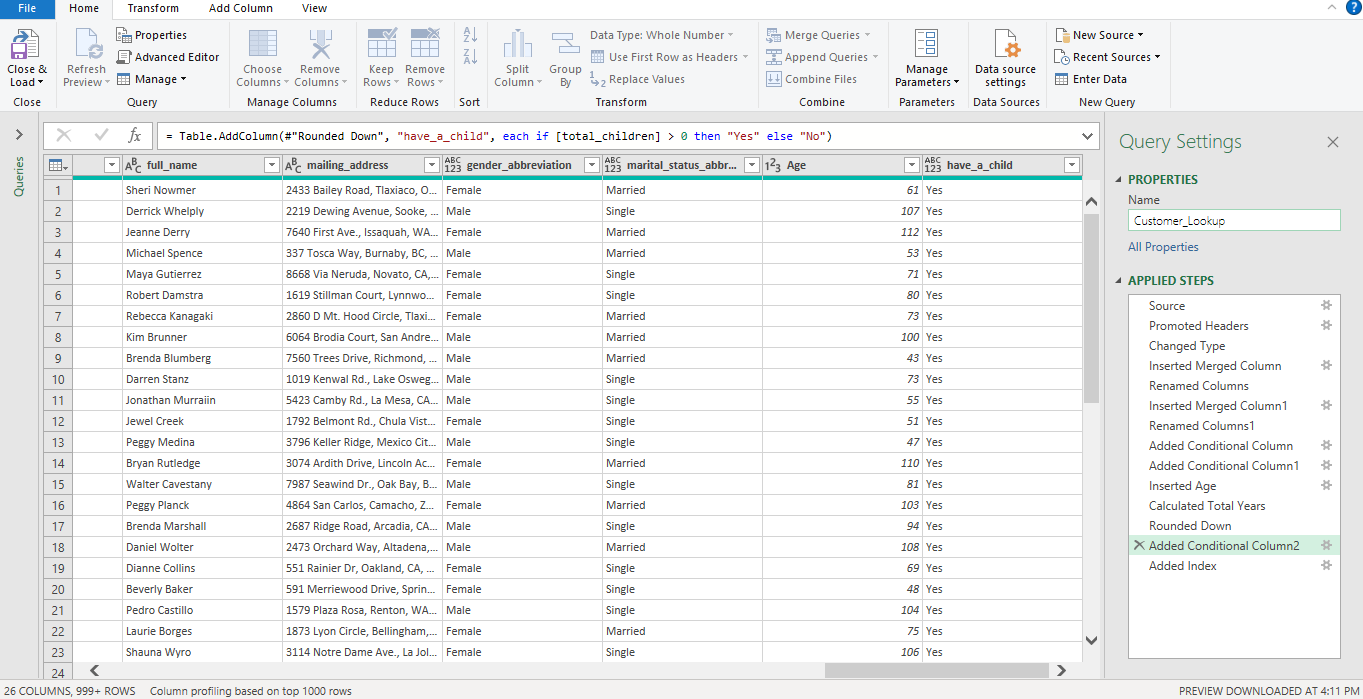 File Home Transform Add Column View
Close & Load
Close
Refresh Preview
Properties
Advanced Editor
Manage
Query
Choose Columns
Remove Columns
Manage Columns
Keep Rows
Remove Rows
Reduce Rows
Sort
Split Column
Group By
Data Type: Whole Number
Use First Row as Headers
Replace Values
Transform
Merge Queries
Append Queries
Combine Files
Combine
Manage Parameters
Parameters
Data source settings
Data Sources
New Source
Recent Sources
Enter Data
New Query
Queries
fx = Table.AddColumn(#"Rounded Down", "have_a_child", each if [total_children] > 0 then "Yes" else "No")
full_name mailing_address gender_abbreviation marital_status_abbr... Age have_a_child
1 Sheri Nowmer 2433 Bailey Road, Tlaxiaco, O... Female Married 61 Yes
2 Derrick Whelply 2219 Dewing Avenue, Sooke, ... Male Single 107 Yes
3 Jeanne Derry 7640 First Ave., Issaquah, WA... Female Married 112 Yes
4 Michael Spence 337 Tosca Way, Burnaby, BC, ... Male Married 53 Yes
5 Maya Gutierrez 8668 Via Neruda, Novato, CA,... Female Single 71 Yes
6 Robert Damstra 1619 Stillman Court, Lynnwo... Female Single 80 Yes
7 Rebecca Kanagaki 2860 D Mt. Hood Circle, Tlaxi... Female Married 73 Yes
8 Kim Brunner 6064 Brodia Court, San Andre... Male Married 100 Yes
9 Brenda Blumberg 7560 Trees Drive, Richmond, ... Male Married 43 Yes
10 Darren Stanz 1019 Kenwal Rd., Lake Osweg... Male Single 73 Yes
11 Jonathan Murraiin 5423 Camby Rd., La Mesa, CA... Male Single 55 Yes
12 Jewel Creek 1792 Belmont Rd., Chula Vist... Female Single 51 Yes
13 Peggy Medina 3796 Keller Ridge, Mexico Cit... Male Single 47 Yes
14 Bryan Rutledge 3074 Ardith Drive, Lincoln Ac... Female Married 110 Yes
15 Walter Cavestany 7987 Seawind Dr., Oak Bay, B... Male Single 81 Yes
16 Peggy Planck 4864 San Carlos, Camacho, Z... Female Married 103 Yes
17 Brenda Marshall 2687 Ridge Road, Arcadia, CA... Male Single 94 Yes
18 Daniel Wolter 2473 Orchard Way, Altadena,... Male Married 108 Yes
19 Dianne Collins 551 Rainier Dr, Oakland, CA, ... Female Single 69 Yes
20 Beverly Baker 591 Merriewood Drive, Sprin... Female Single 48 Yes
21 Pedro Castillo 1579 Plaza Rosa, Renton, WA... Male Single 104 Yes
22 Laurie Borges 1873 Lyon Circle, Bellingham,... Female Married 75 Yes
23 Shauna Wyro 3114 Notre Dame Ave., La Jol... Female Single 106 Yes
24
Query Settings
PROPERTIES
Name
Customer_Lookup
All Properties
APPLIED STEPS
Source
Promoted Headers
Changed Type
Inserted Merged Column
Renamed Columns
Inserted Merged Column1
Renamed Columns1
Added Conditional Column
Added Conditional Column1
Inserted Age
Calculated Total Years
Rounded Down
Added Conditional Column2
Added Index
26 COLUMNS, 999+ ROWS Column profiling based on top 1000 rows PREVIEW DOWNLOADED AT 4:11 PM